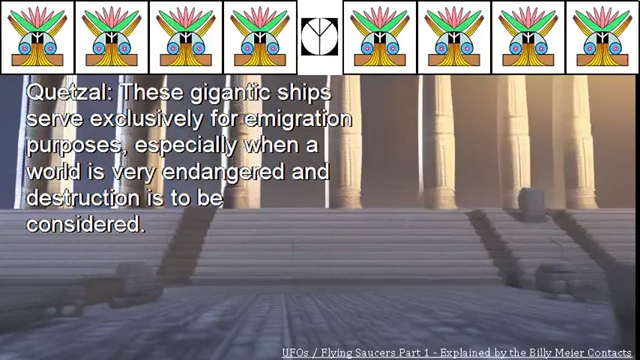 Quetzal: These gigantic ships
serve exclusively for emigration
purposes, especially when a
world is very endangered and
destruction is to be
considered.
UFOs / Flying Saucers Part 1 - Explained by the Billy Meier Contacts